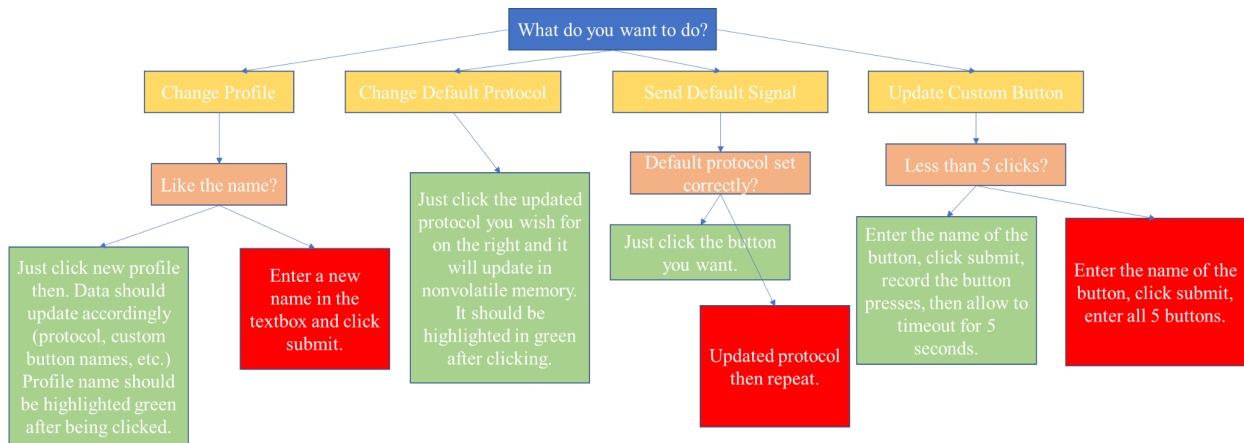 What do you want to do?
Change Profile
Change Default Protocol
Send Default Signal
Update Custom Button
Like the name?
Default protocol set
correctly?
Less than 5 clicks?
Just click new profile
then. Data should
update accordingly
(protocol, custom
button names, etc.)
Profile name should
be highlighted green
after being clicked.
Enter a new
name in the
textbox and click
submit.
Just click the updated
protocol you wish for
on the right and it
will update in
nonvolatile memory.
It should be
highlighted in green
after clicking.
Just click the button
you want.
Updated protocol
then repeat.
Enter the name of the
button, click submit,
record the button
presses, then allow to
timeout for 5
seconds.
Enter the name of the
button, click submit,
enter all 5 buttons.